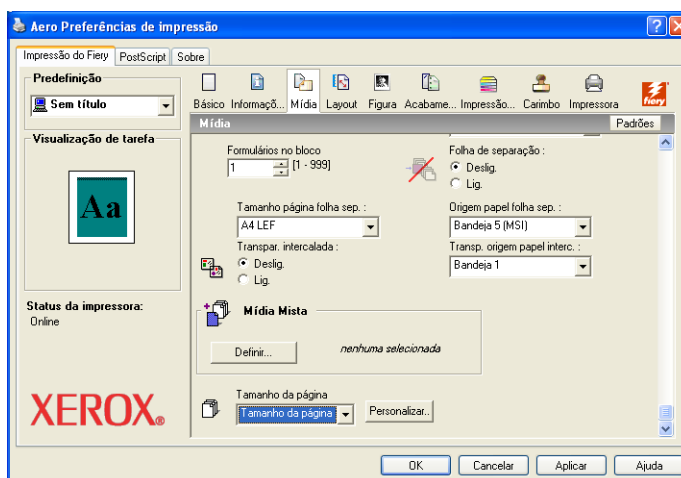 Aero Preferências de impressão
Impressão do Fiery PostScript Sobre
Predefinição
Sem título
Visualização de tarefa
Aa
Status da impressora:
Online
XEROX®
Básico Informaçõ... Mídia Layout Figura Acabame... Impressão... Carimbo Impressora fiery
Mídia Padrões
Formulários no bloco
1 [1 - 999]
Folha de separação :
Deslig.
Lig.
Tamanho página folha sep. :
A4 LEF
Origem papel folha sep. :
Bandeja 5 (MSI)
Transpar. intercalada :
Deslig.
Lig.
Transp. origem papel interc. :
Bandeja 1
Mídia Mista
Definir... nenhuma selecionada
Tamanho da página
Tamanho da página Personalizar..
OK Cancelar Aplicar Ajuda